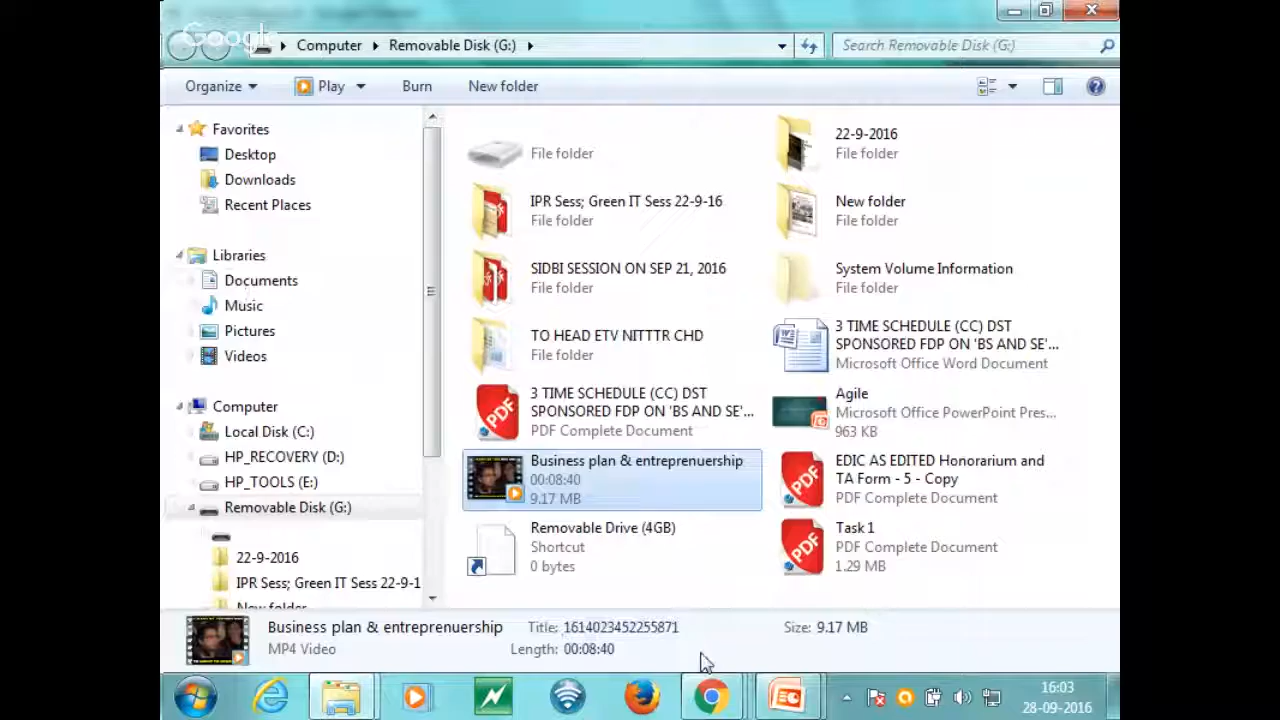 Google
Computer Removable Disk (G:)
Search Removable Disk (G:)
Organize Play Burn New folder
Favorites
Desktop
Downloads
Recent Places
Libraries
Documents
Music
Pictures
Videos
Computer
Local Disk (C:)
HP_RECOVERY (D:)
HP_TOOLS (E:)
Removable Disk (G:)
22-9-2016
IPR Sess; Green IT Sess 22-9-1
New folder
File folder
22-9-2016
File folder
IPR Sess; Green IT Sess 22-9-16
File folder
New folder
File folder
SIDBI SESSION ON SEP 21, 2016
File folder
System Volume Information
File folder
TO HEAD ETV NITTTR CHD
File folder
3 TIME SCHEDULE (CC) DST
SPONSORED FDP ON 'BS AND SE'...
Microsoft Office Word Document
PDF
3 TIME SCHEDULE (CC) DST
SPONSORED FDP ON 'BS AND SE'...
PDF Complete Document
Agile
Microsoft Office PowerPoint Pres...
963 KB
Business plan & entreprenuership
00:08:40
9.17 MB
PDF
EDIC AS EDITED Honorarium and
TA Form - 5 - Copy
PDF Complete Document
Removable Drive (4GB)
Shortcut
0 bytes
PDF
Task 1
PDF Complete Document
1.29 MB
Business plan & entreprenuership
MP4 Video
Title: 1614023452255871
Length: 00:08:40
Size: 9.17 MB
16:03
28-09-2016